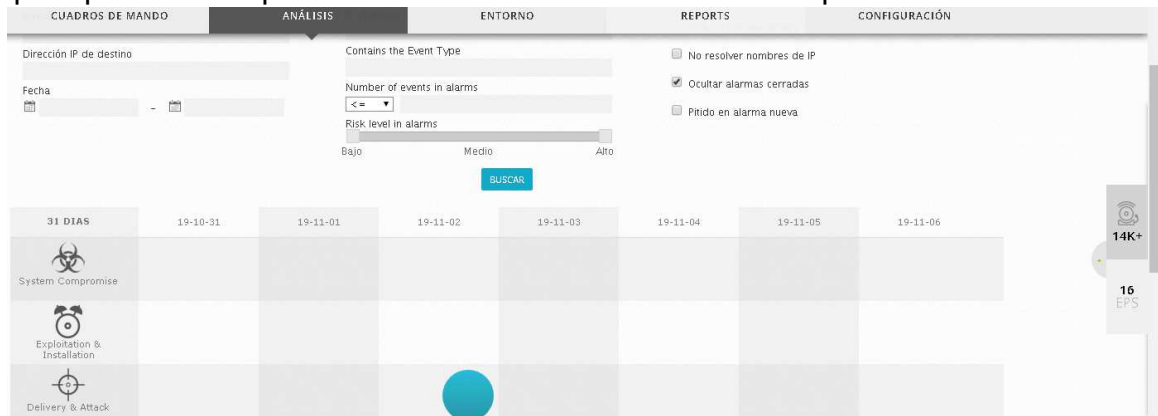 CUADROS DE MANDO
ANÁLISIS
ENTORNO
REPORTS
CONFIGURACIÓN
Dirección IP de destino
Fecha
-
Contains the Event Type
Number of events in alarms
<=
Risk level in alarms
Bajo Medio Alto
BUSCAR
No resolver nombres de IP
Ocultar alarmas cerradas
Pitido en alarma nueva
31 DIAS 19-10-31 19-11-01 19-11-02 19-11-03 19-11-04 19-11-05 19-11-06
System Compromise
Exploitation &
Installation
Delivery & Attack
14K+
16
EPS